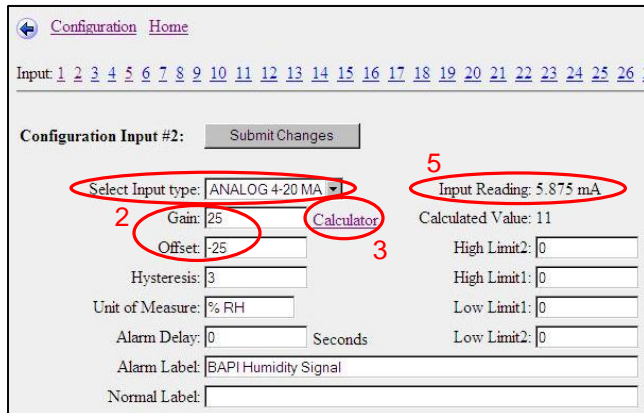 Configuration Home
Input: 1 2 3 4 5 6 7 8 9 10 11 12 13 14 15 16 17 18 19 20 21 22 23 24 25 26
Configuration Input #2: Submit Changes
5
Select Input type: ANALOG 4-20 MA Input Reading: 5.875 mA
2 Gain: 25 Calculator Calculated Value: 11
Offset: -25 3 High Limit2: 0
Hysteresis: 3 High Limit1: 0
Unit of Measure: % RH Low Limit1: 0
Alarm Delay: 0 Seconds Low Limit2: 0
Alarm Label: BAPI Humidity Signal
Normal Label: